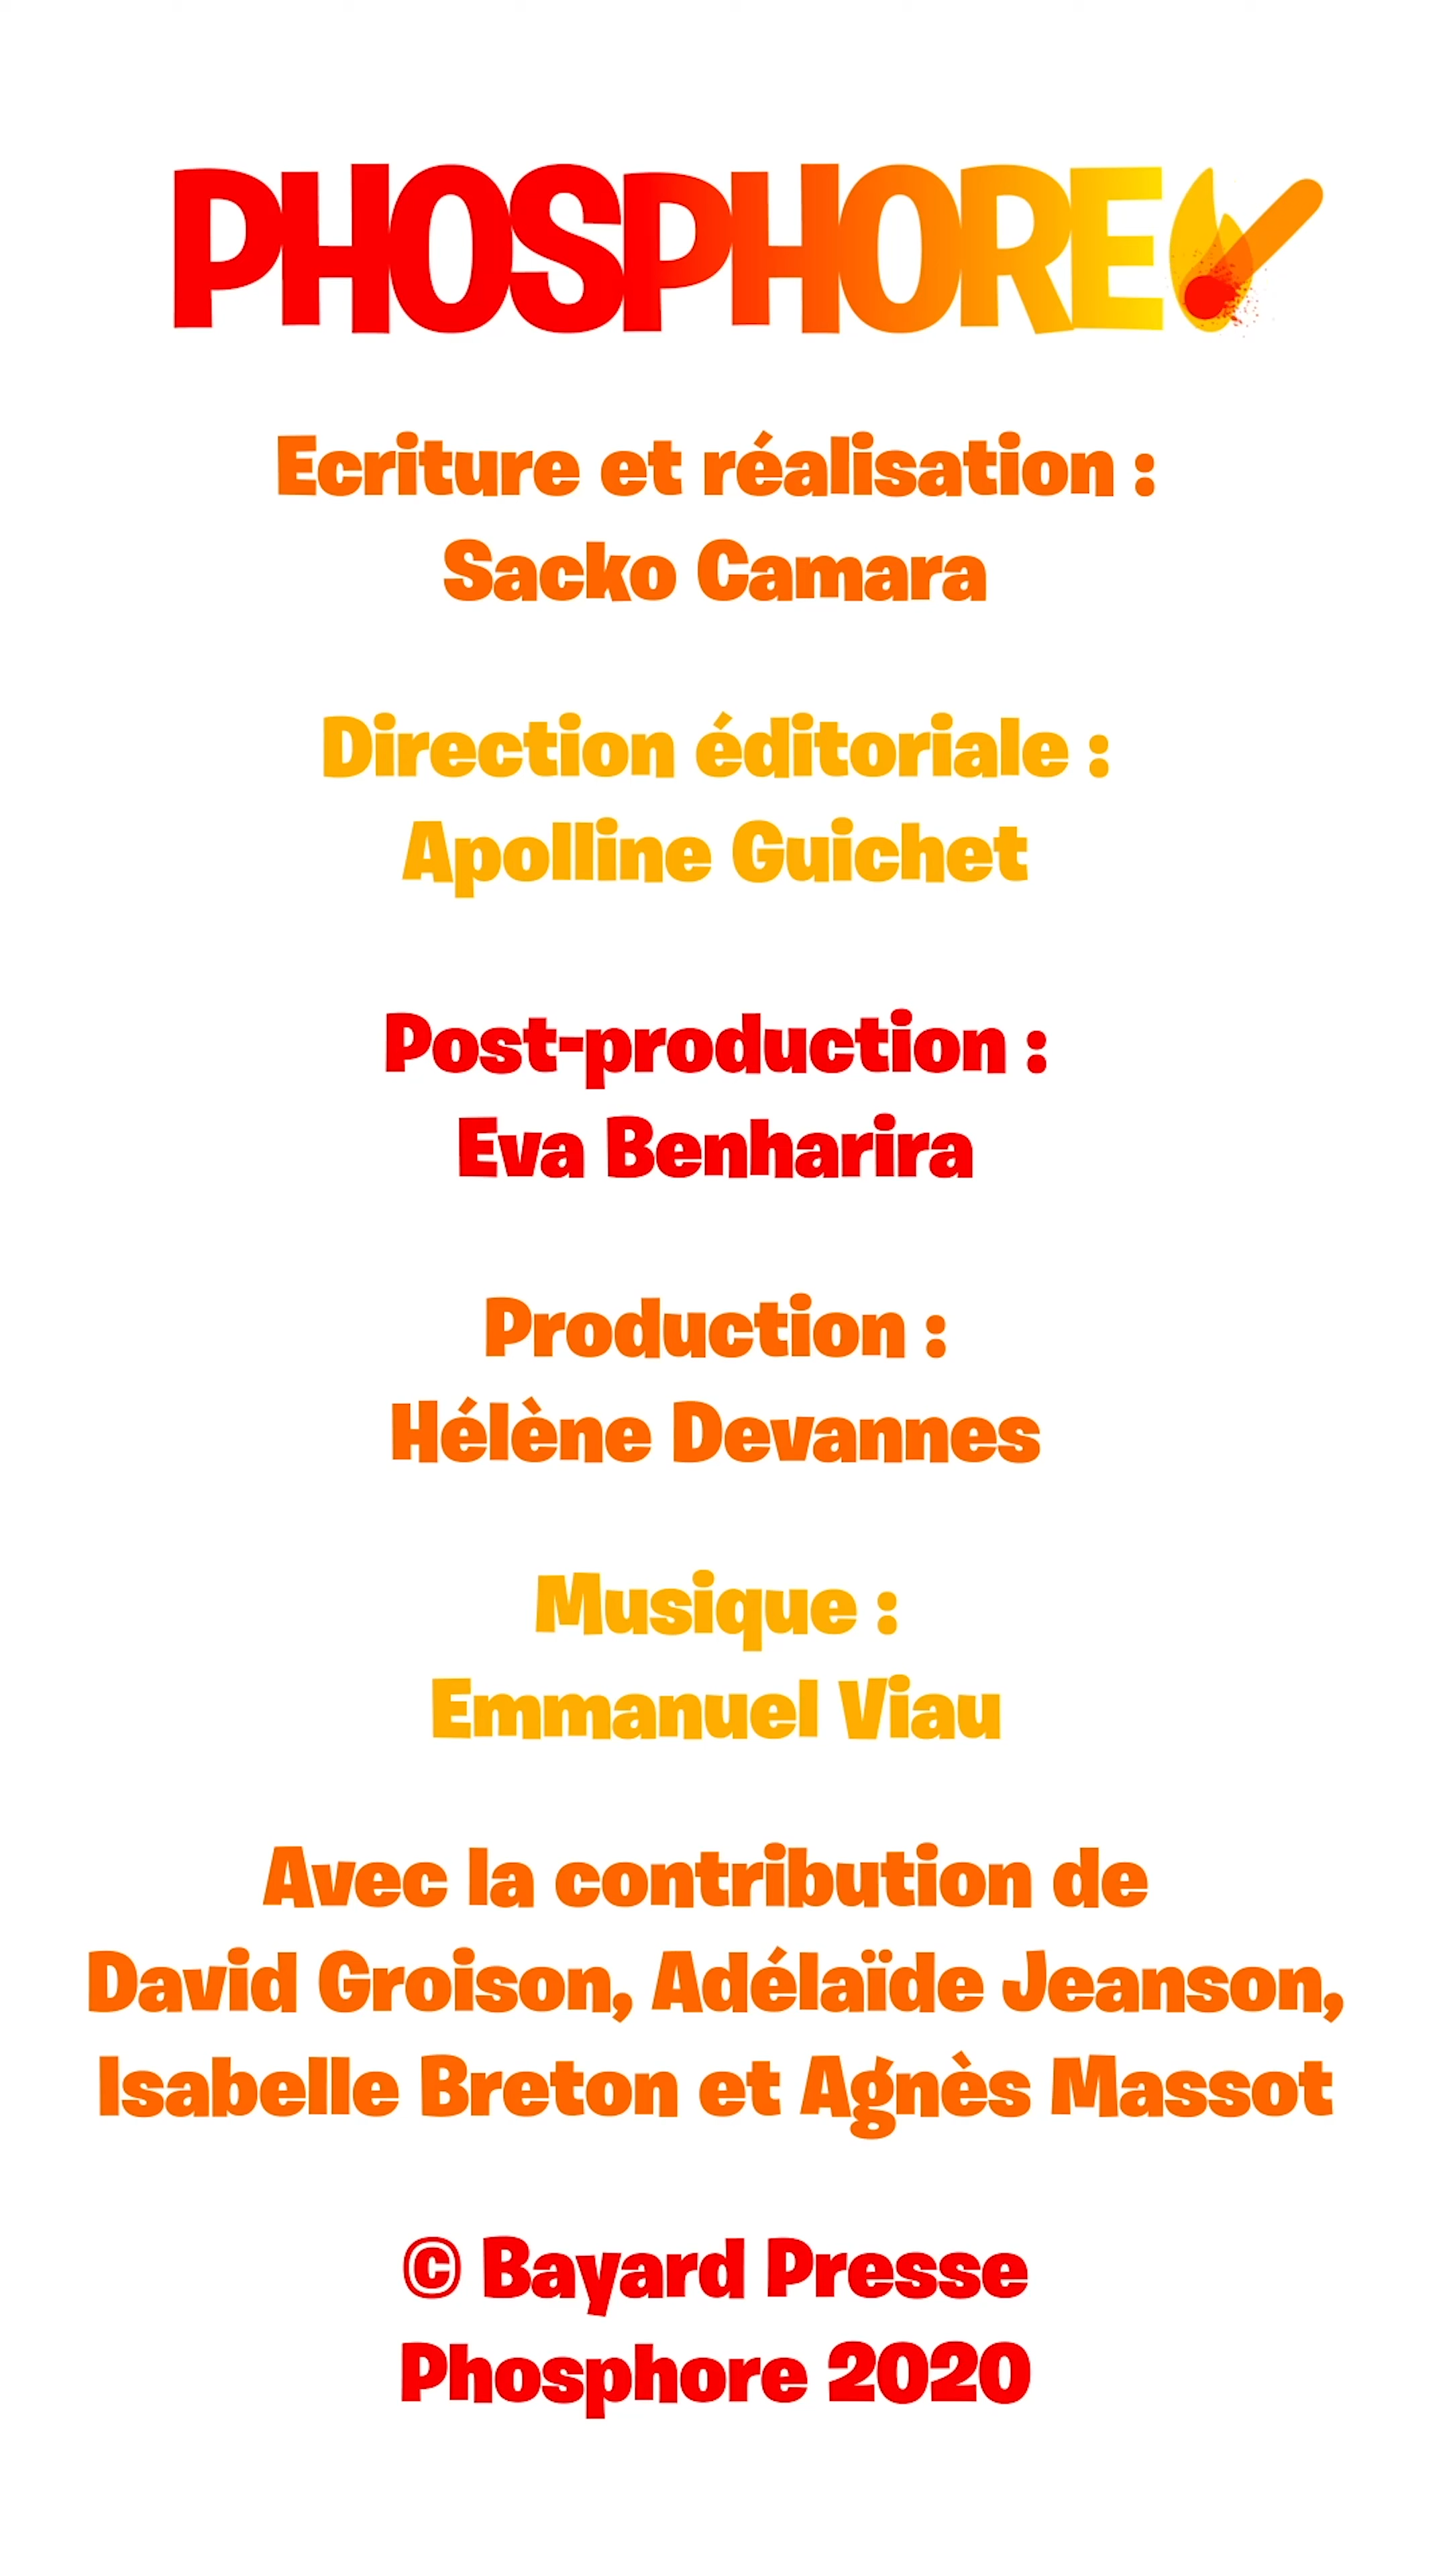 PHOSPHORE
Ecriture et réalisation :
Sacko Camara
Direction éditoriale :
Apolline Guichet
Post-production :
Eva Benharira
Production :
Hélène Devannes
Musique :
Emmanuel Viau
Avec la contribution de
David Groison, Adélaïde Jeanson,
Isabelle Breton et Agnès Massot
© Bayard Presse
Phosphore 2020